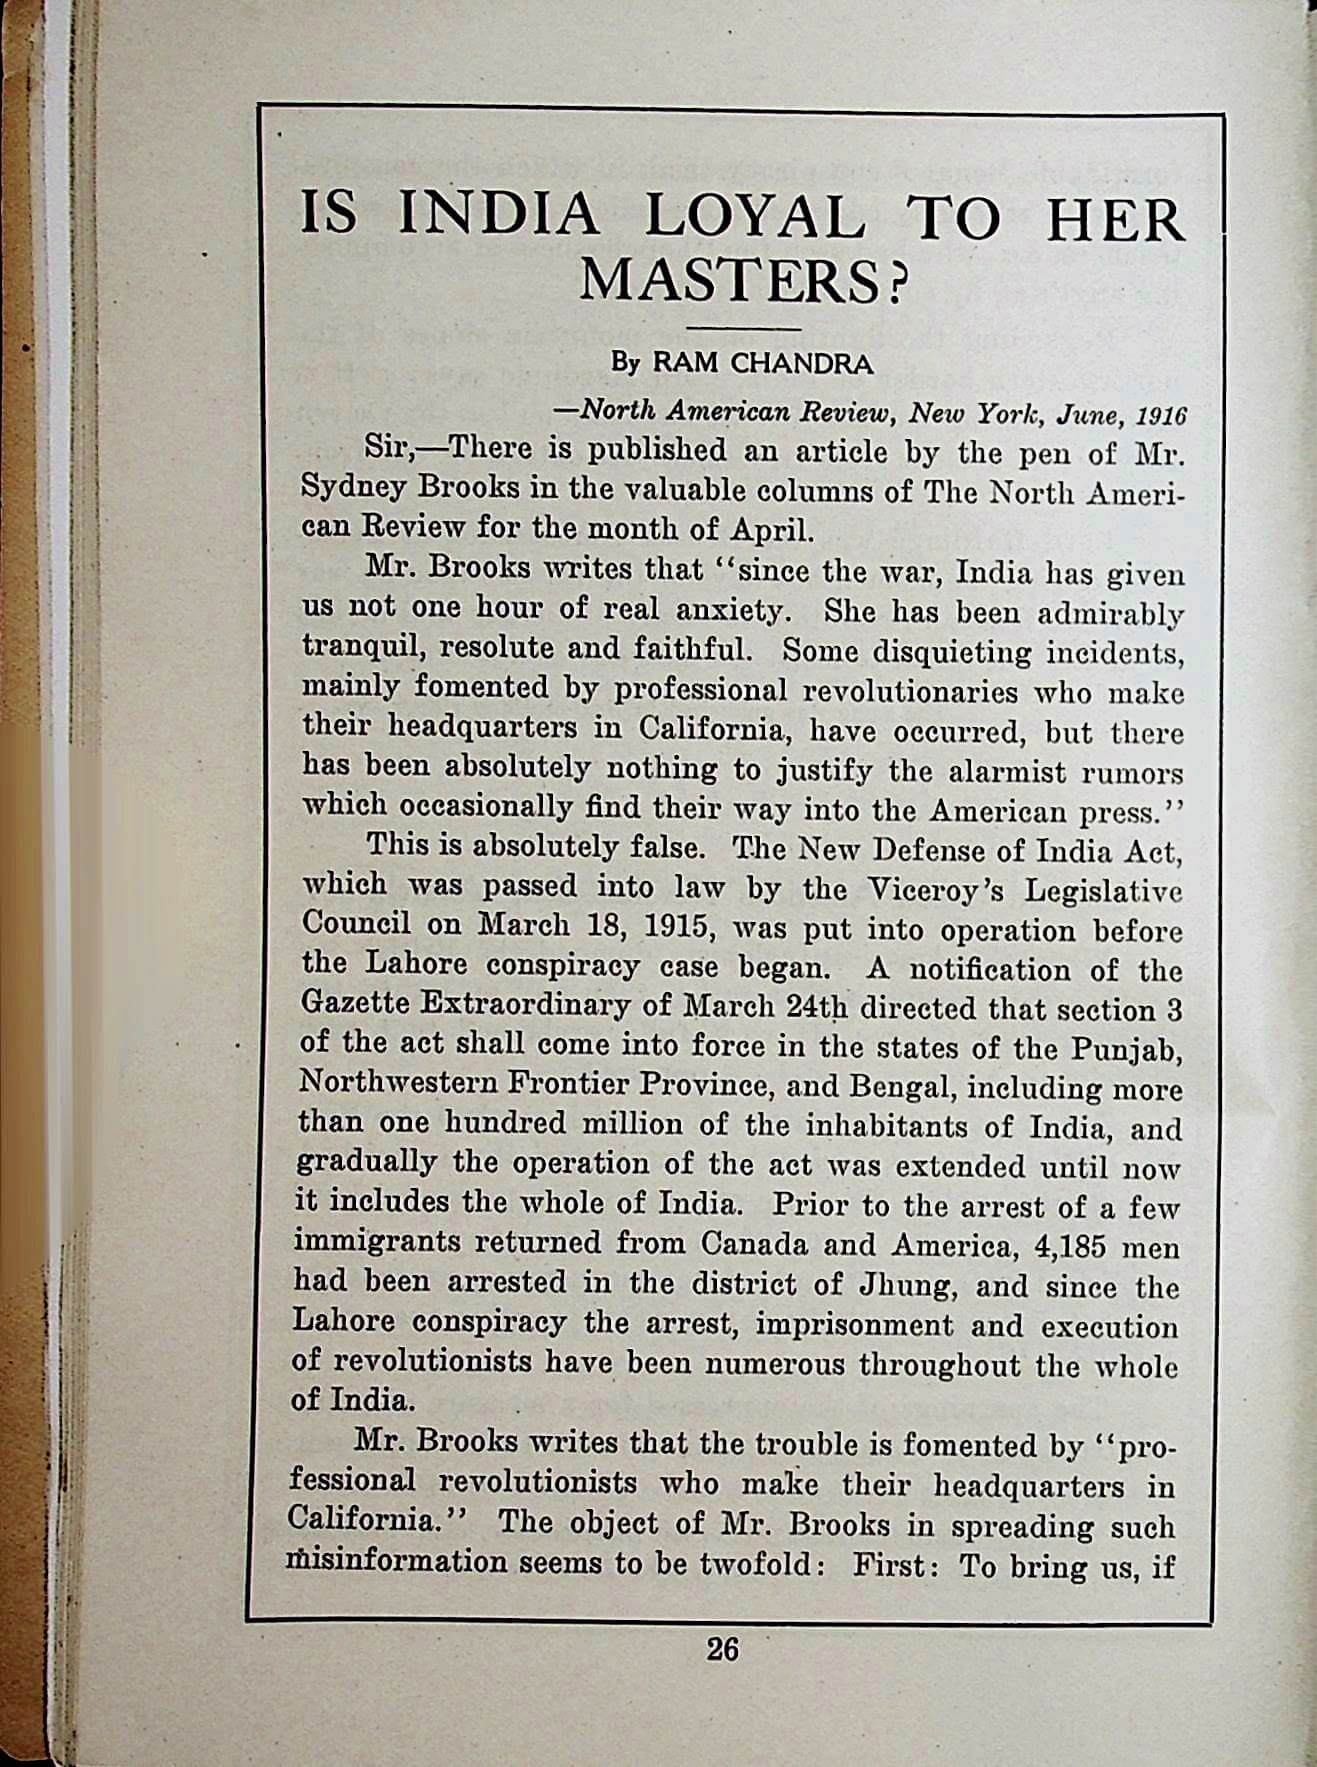 IS INDIA LOYAL TO HER
MASTERS?
By RAM CHANDRA
—North American Review, New York, June, 1916
Sir,—There is published an article by the pen of Mr.
Sydney Brooks in the valuable columns of The North Ameri-
can Review for the month of April.
Mr. Brooks writes that ‘‘since the war, India has given
us not one hour of real anxiety. She has been admirably
tranquil, resolute and faithful. Some disquieting incidents,
mainly fomented by professional revolutionaries who make
their headquarters in California, have occurred, but there
has been absolutely nothing to justify the alarmist rumors
which occasionally find their way into the American press.’’
This is absolutely false. The New Defense of India Act,
which was passed into law by the Viceroy’s Legislative
Council on March 18, 1915, was put into operation before
the Lahore conspiracy case began. A notification of the
Gazette Extraordinary of March 24th directed that section 3
of the act shall come into force in the states of the Punjab,
Northwestern Frontier Province, and Bengal, including more
than one hundred million of the inhabitants of India, and
gradually the operation of the act was extended until now
it includes the whole of India. Prior to the arrest of a few
immigrants returned from Canada and America, 4,185 men
had been arrested in the district of Jhung, and since the
Lahore conspiracy the arrest, imprisonment and execution
of revolutionists have been numerous throughout the whole
of India.
Mr. Brooks writes that the trouble is fomented by ‘‘pro-
fessional revolutionists who make their headquarters in
California.’’ The object of Mr. Brooks in spreading such
misinformation seems to be twofold: First: To bring us, if
26